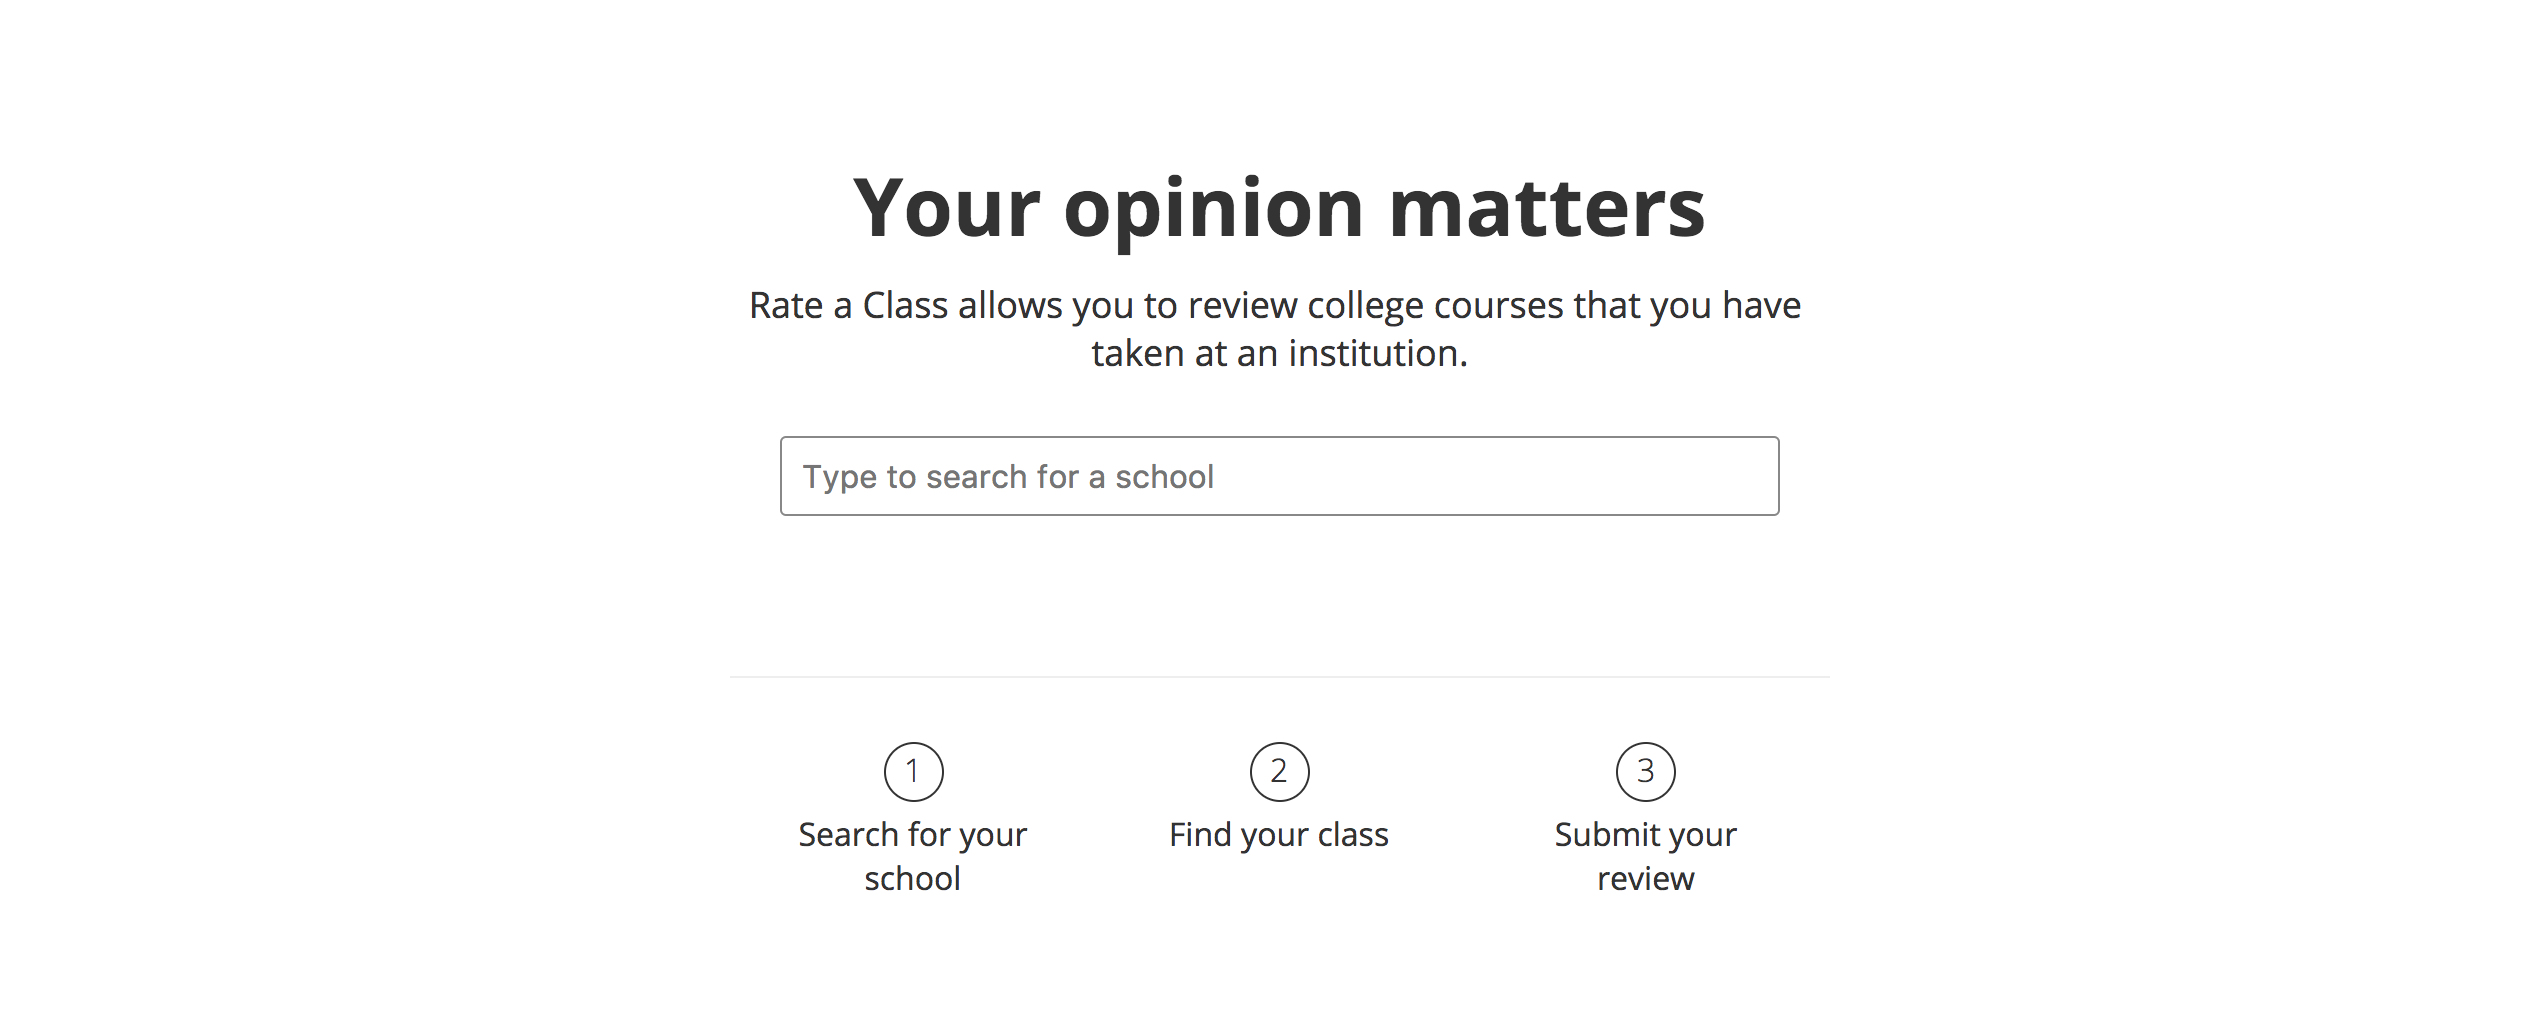 Your opinion matters
Rate a Class allows you to review college courses that you have
taken at an institution.
Type to search for a school
1
Search for your
school
2
Find your class
3
Submit your
review